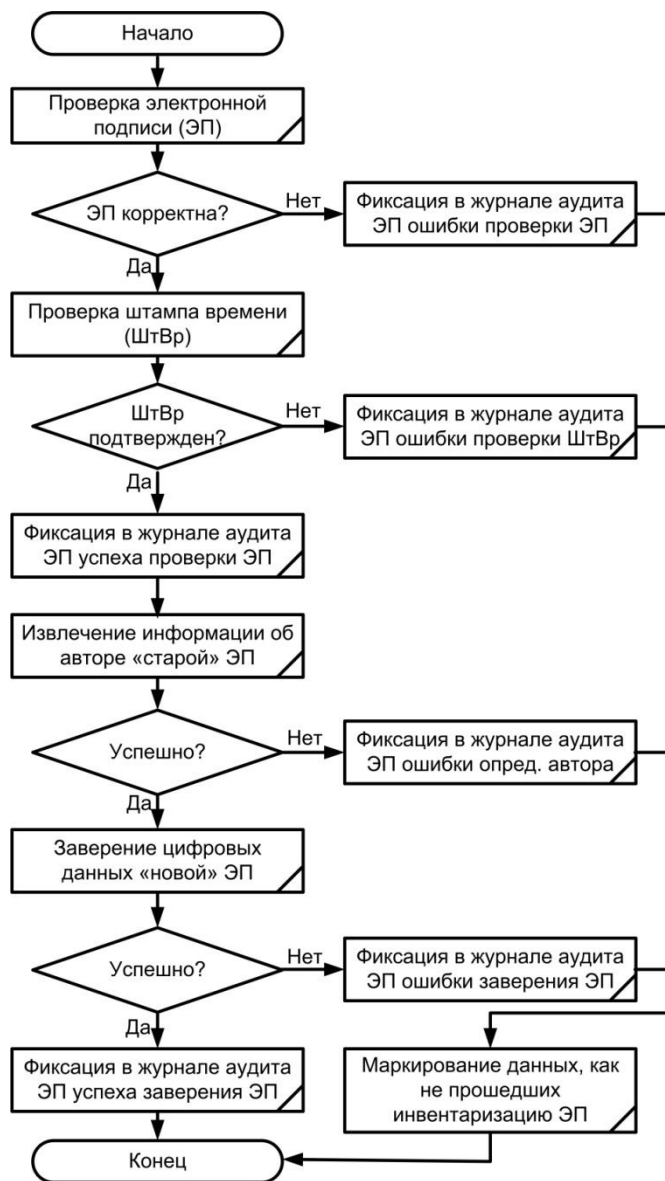 Начало
Проверка электронной
подписи (ЭП)
ЭП корректна?
Нет
Фиксация в журнале аудита
ЭП ошибки проверки ЭП
Да
Проверка штампа времени
(ШтВр)
ШтВр
подтвержден?
Нет
Фиксация в журнале аудита
ЭП ошибки проверки ШтВр
Да
Фиксация в журнале аудита
ЭП успеха проверки ЭП
Извлечение информации об
авторе «старой» ЭП
Успешно?
Нет
Фиксация в журнале аудита
ЭП ошибки опред. автора
Да
Заверение цифровых
данных «новой» ЭП
Успешно?
Нет
Фиксация в журнале аудита
ЭП ошибки заверения ЭП
Да
Фиксация в журнале аудита
ЭП успеха заверения ЭП
Маркирование данных, как
не прошедших
инвентаризацию ЭП
Конец